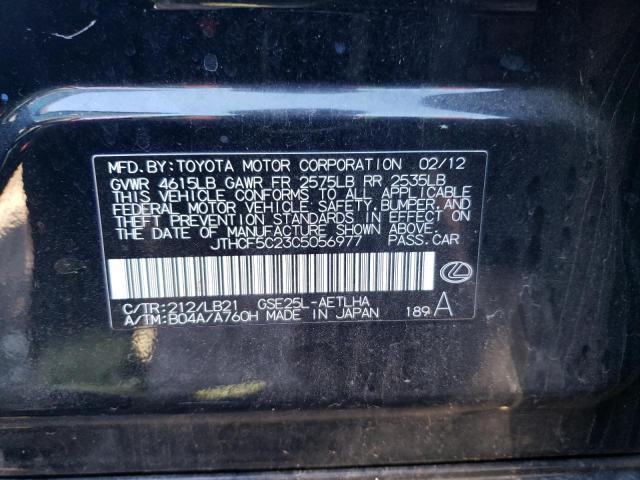 MFD. BY: TOYOTA MOTOR CORPORATION 02/12
GVWR 4615LB GAWR FR 2575LB RR 2535LB
THIS VEHICLE CONFORMS TO ALL APPLICABLE
FEDERAL MOTOR VEHICLE SAFETY, BUMPER, AND
THEFT PREVENTION STANDARDS IN EFFECT ON
THE DATE OF MANUFACTURE SHOWN ABOVE.
JTHCF5C23C5056977 PASS. CAR
C/TR: 212/LB21 GSE25L-AETLHA
A/TM: B04A/A760H MADE IN JAPAN 189 A